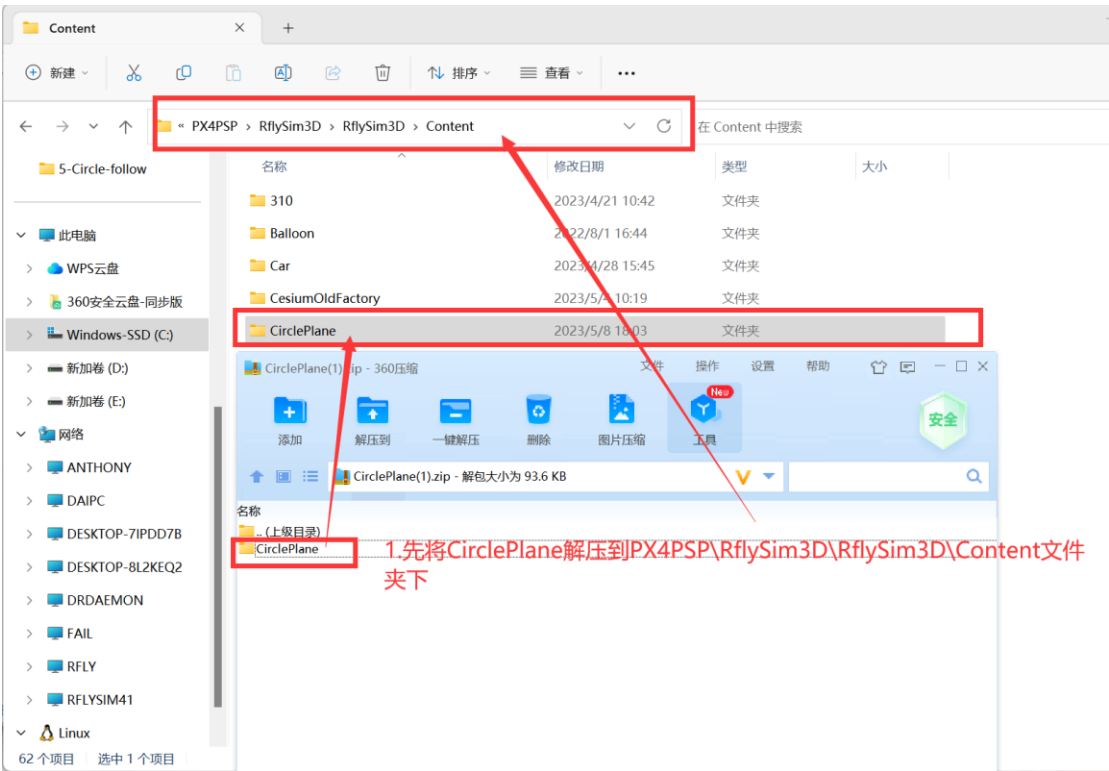 Content
新建
排序
查看
« PX4PSP > RflySim3D > RflySim3D > Content
在 Content 中搜索
5-Circle-follow
名称
修改日期
类型
大小
310
2023/4/21 10:42
文件夹
Balloon
2022/8/1 16:44
文件夹
此电脑
WPS云盘
Car
2023/4/28 15:45
文件夹
360安全云盘-同步版
CesiumOldFactory
2023/5/4 10:19
文件夹
Windows-SSD (C:)
CirclePlane
2023/5/8 18:03
文件夹
新加卷 (D:)
新加卷 (E:)
网络
ANTHONY
DAIPC
DESKTOP-7IPDD7B
DESKTOP-8L2KEQ2
DRDAEMON
FAIL
RFLY
RFLYSIM41
Linux
62 个项目
选中 1 个项目
CirclePlane(1).zip - 360压缩
文件
操作
设置
帮助
New
添加
解压到
一键解压
删除
图片压缩
工具
安全
CirclePlane(1).zip - 解包大小为 93.6 KB
名称
.. (上级目录)
CirclePlane
1.先将CirclePlane解压到PX4PSP\RflySim3D\RflySim3D\Content文件
夹下